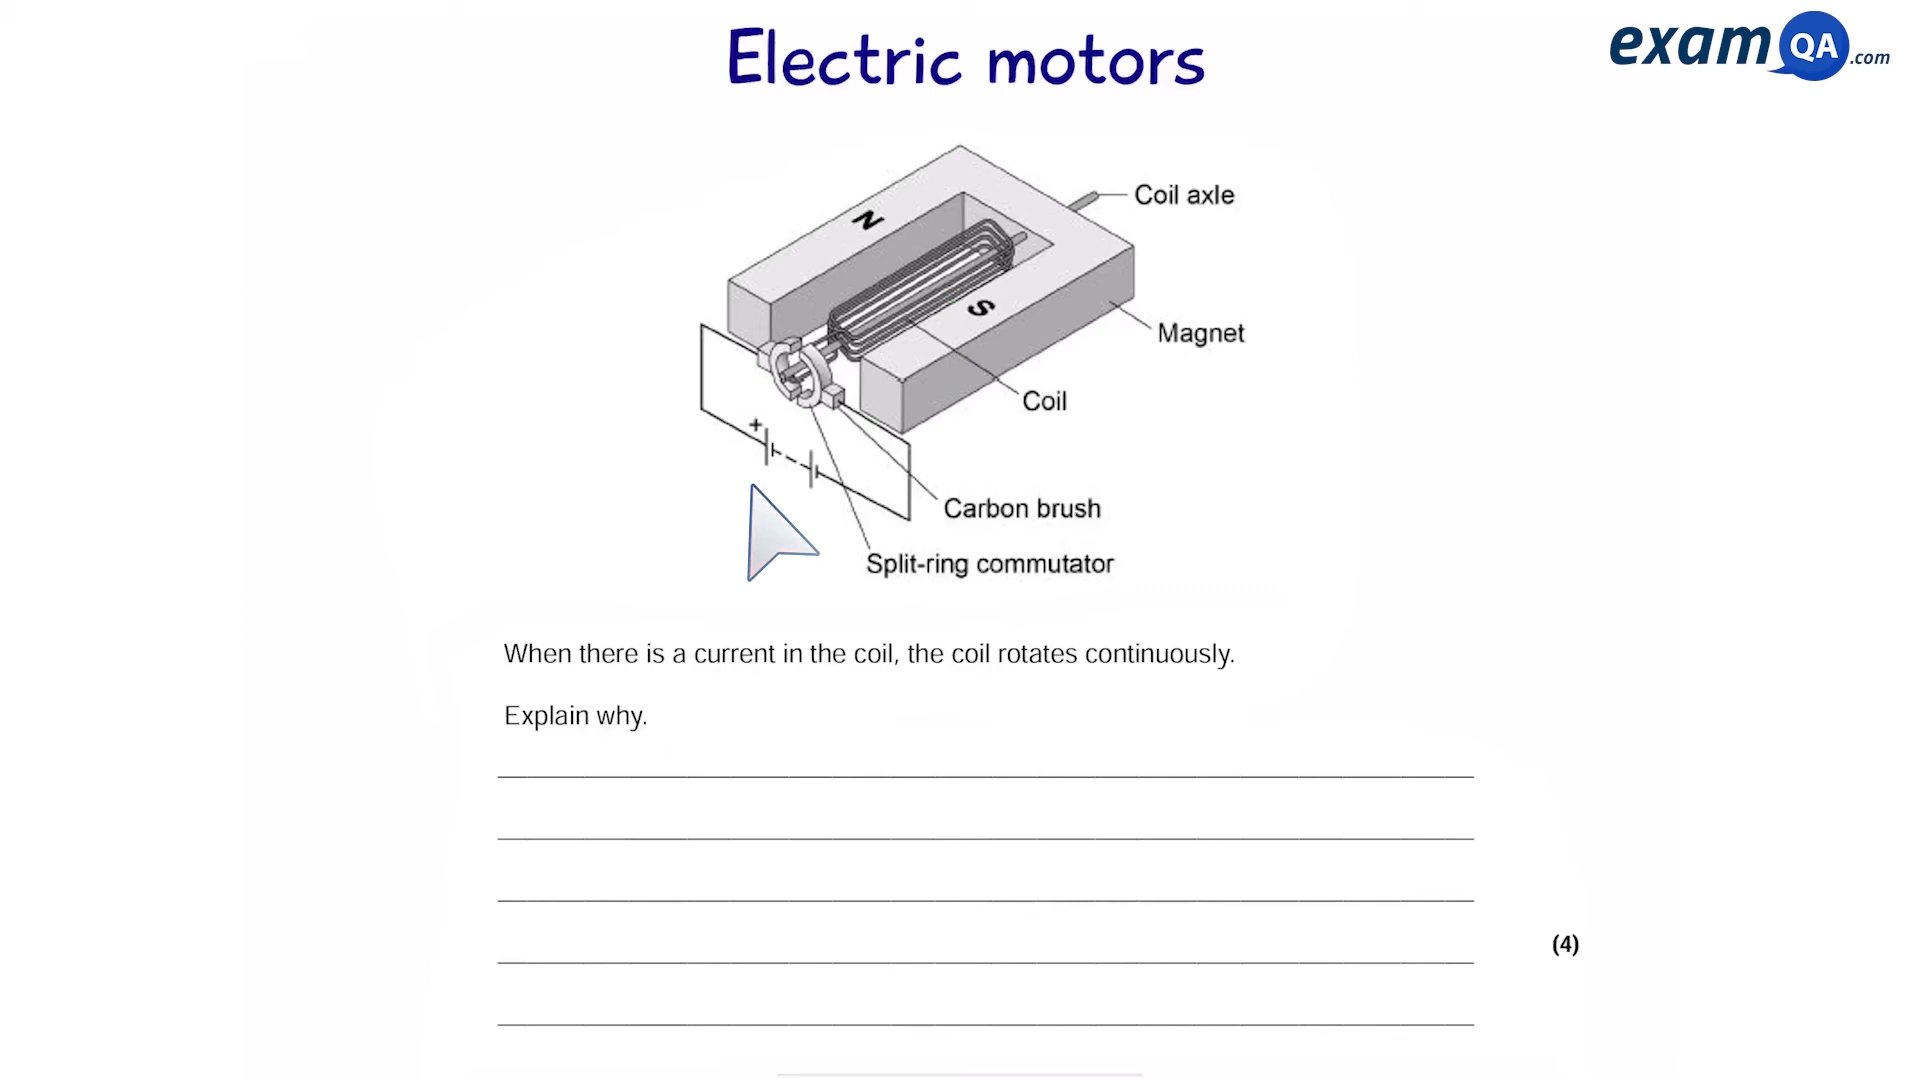 Electric motors
examQA.com
N
Coil axle
S
Magnet
Coil
+
Carbon brush
Split-ring commutator
When there is a current in the coil, the coil rotates continuously.
Explain why.
(4)